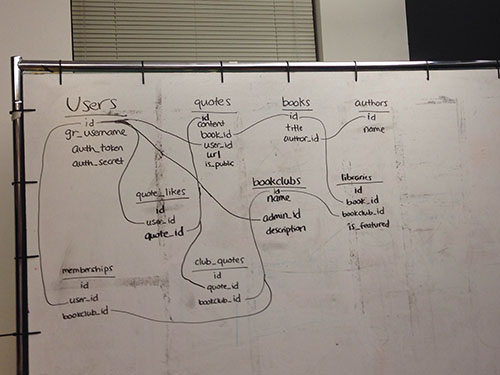 Users
id
gr_username
auth_token
auth_secret
quotes
id
content
book_id
user_id
url
is_public
books
id
title
author_id
authors
id
name
quote_likes
id
user_id
quote_id
bookclubs
id
name
admin_id
description
libraries
id
book_id
bookclub_id
is_featured
memberships
id
user_id
bookclub_id
club_quotes
id
quote_id
bookclub_id